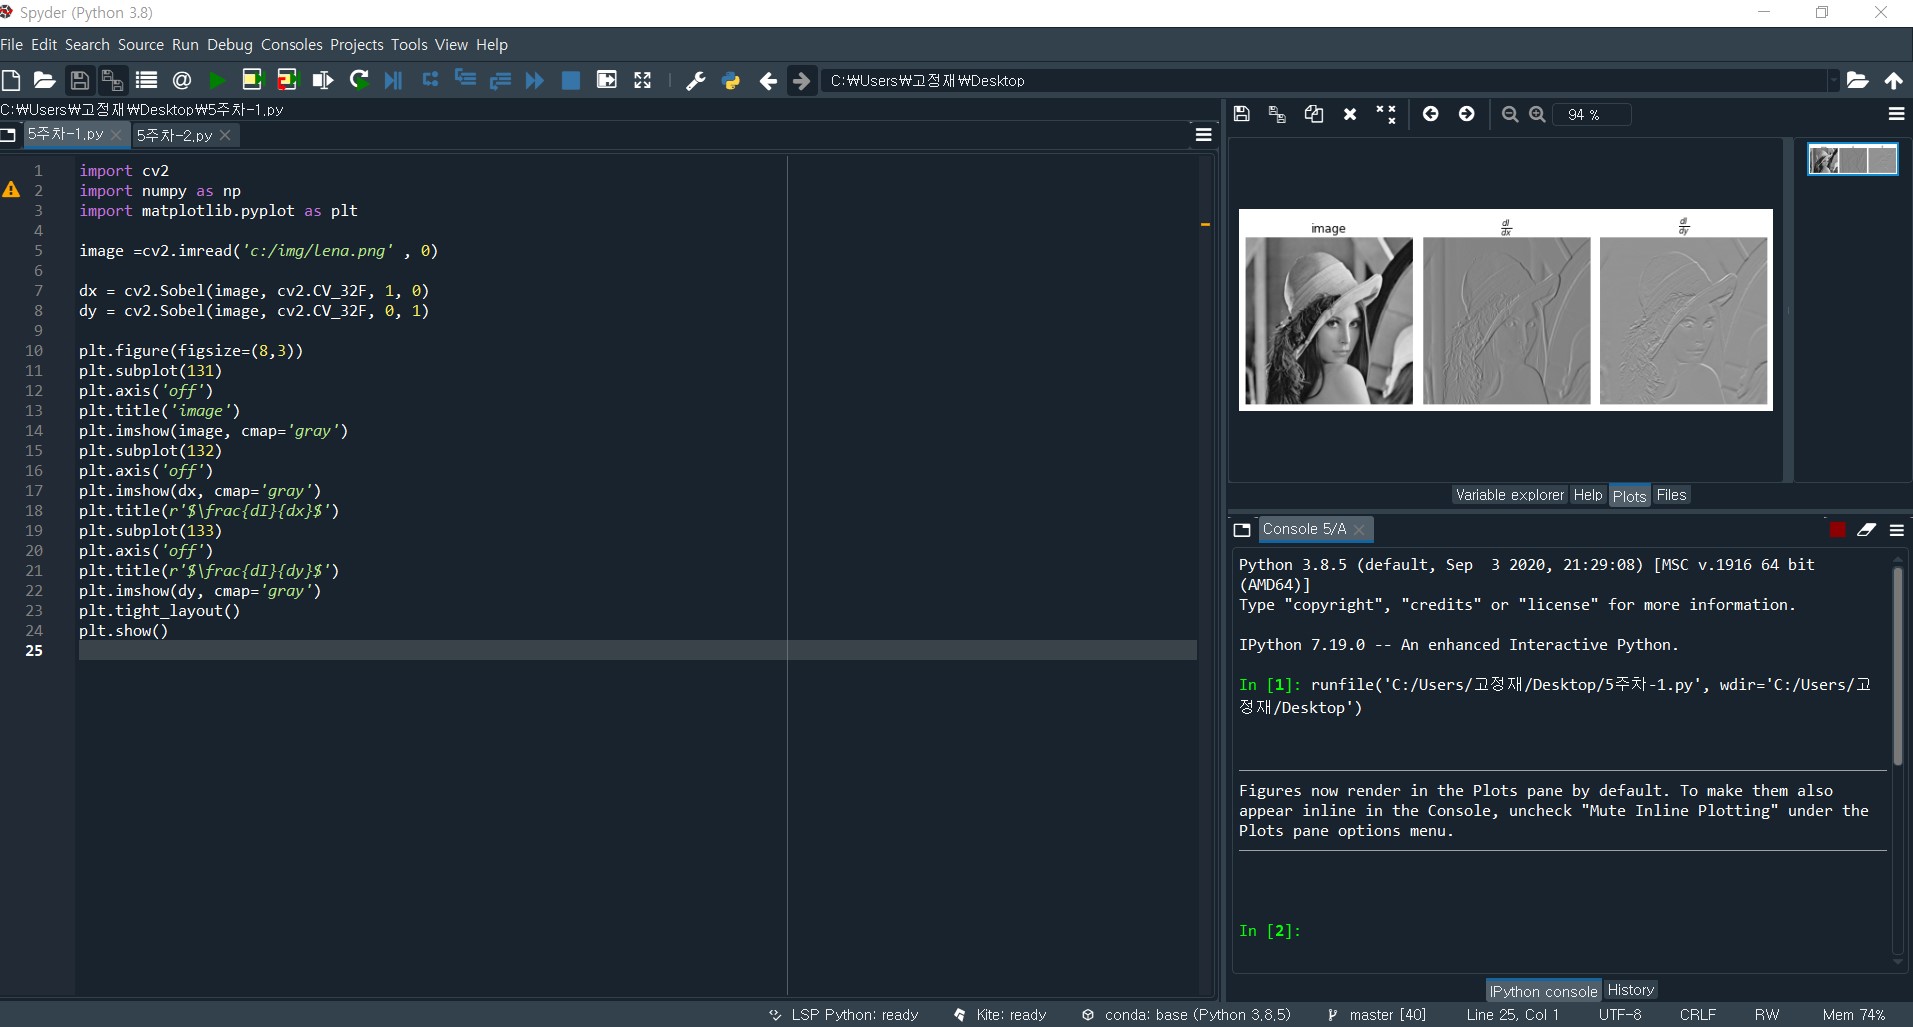 Spyder (Python 3.8)
File Edit Search Source Run Debug Consoles Projects Tools View Help
C:₩Users₩고정재₩Desktop
C:₩Users₩고정재₩Desktop₩5주차-1.py
5주차-1.py
5주차-2.py
1 import cv2
2 import numpy as np
3 import matplotlib.pyplot as plt
4
5 image =cv2.imread('c:/img/lena.png' , 0)
6
7 dx = cv2.Sobel(image, cv2.CV_32F, 1, 0)
8 dy = cv2.Sobel(image, cv2.CV_32F, 0, 1)
9
10 plt.figure(figsize=(8,3))
11 plt.subplot(131)
12 plt.axis('off')
13 plt.title('image')
14 plt.imshow(image, cmap='gray')
15 plt.subplot(132)
16 plt.axis('off')
17 plt.imshow(dx, cmap='gray')
18 plt.title(r'$\frac{dI}{dx}$')
19 plt.subplot(133)
20 plt.axis('off')
21 plt.title(r'$\frac{dI}{dy}$')
22 plt.imshow(dy, cmap='gray')
23 plt.tight_layout()
24 plt.show()
25
94 %
image
dI
dx
dI
dy
Variable explorer Help Plots Files
Console 5/A
Python 3.8.5 (default, Sep  3 2020, 21:29:08) [MSC v.1916 64 bit
(AMD64)]
Type "copyright", "credits" or "license" for more information.
IPython 7.19.0 -- An enhanced Interactive Python.
In [1]: runfile('C:/Users/고정재/Desktop/5주차-1.py', wdir='C:/Users/고
정재/Desktop')
Figures now render in the Plots pane by default. To make them also
appear inline in the Console, uncheck "Mute Inline Plotting" under the
Plots pane options menu.
In [2]:
IPython console History
LSP Python: ready Kite: ready conda: base (Python 3.8.5) master [40] Line 25, Col 1 UTF-8 CRLF RW Mem 74%